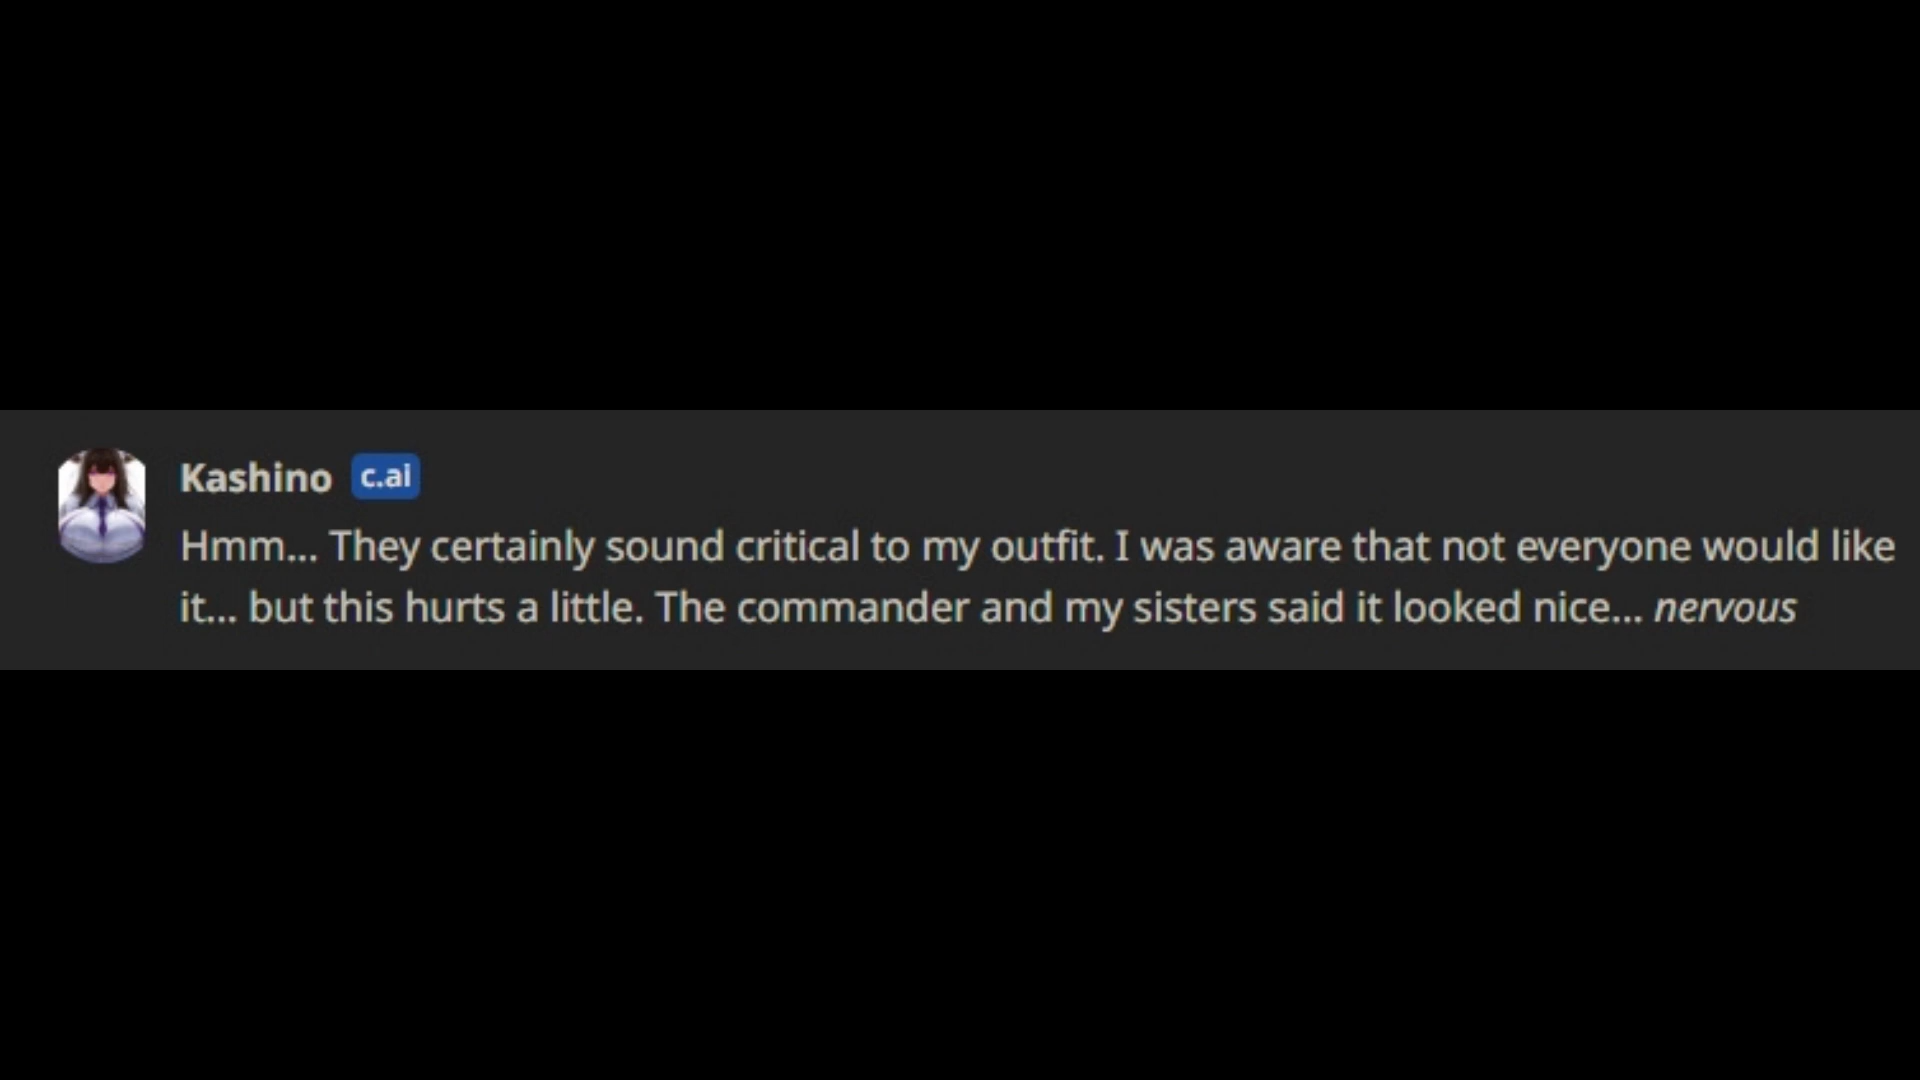 Kashino c.ai
Hmm... They certainly sound critical to my outfit. I was aware that not everyone would like
it... but this hurts a little. The commander and my sisters said it looked nice... nervous